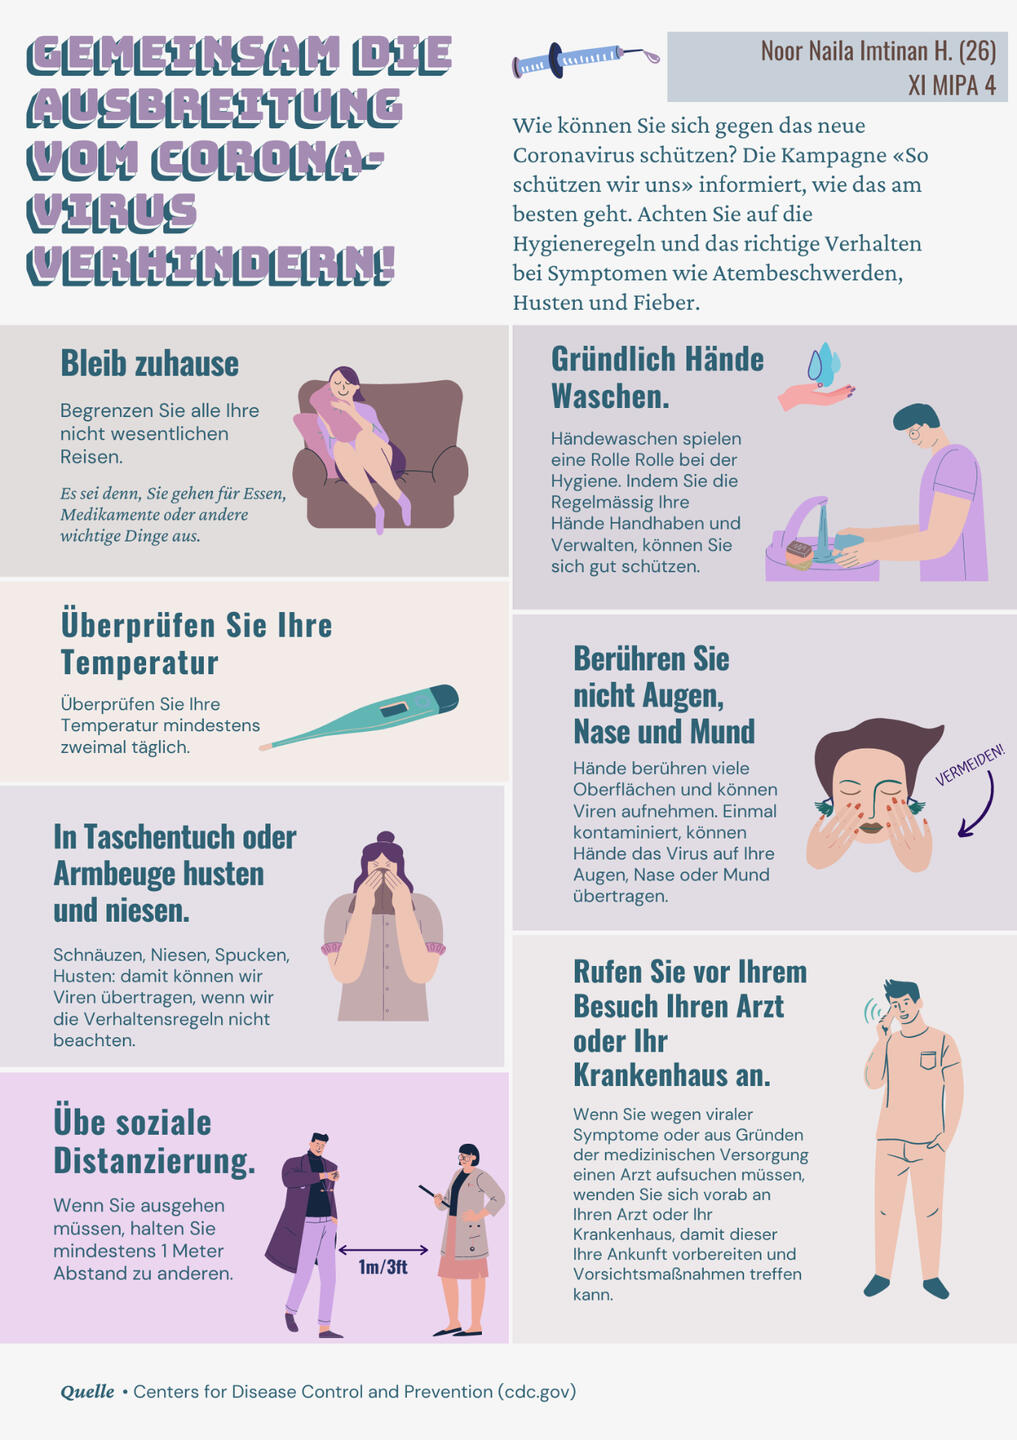 GEMEINSAM DIE
AUSBREITUNG
VOM CORONA-
VIRUS
VERHINDERN!
Noor Naila Imtinan H. (26)
XI MIPA 4
Wie können Sie sich gegen das neue
Coronavirus schützen? Die Kampagne «So
schützen wir uns» informiert, wie das am
besten geht. Achten Sie auf die
Hygieneregeln und das richtige Verhalten
bei Symptomen wie Atembeschwerden,
Husten und Fieber.
Bleib zuhause
Begrenzen Sie alle Ihre
nicht wesentlichen
Reisen.
Es sei denn, Sie gehen für Essen,
Medikamente oder andere
wichtige Dinge aus.
Gründlich Hände
Waschen.
Händewaschen spielen
eine Rolle Rolle bei der
Hygiene. Indem Sie die
Regelmässig Ihre
Hände Handhaben und
Verwalten, können Sie
sich gut schützen.
Überprüfen Sie Ihre
Temperatur
Überprüfen Sie Ihre
Temperatur mindestens
zweimal täglich.
Berühren Sie
nicht Augen,
Nase und Mund
Hände berühren viele
Oberflächen und können
Viren aufnehmen. Einmal
kontaminiert, können
Hände das Virus auf Ihre
Augen, Nase oder Mund
übertragen.
VERMEIDEN!
In Taschentuch oder
Armbeuge husten
und niesen.
Schnäuzen, Niesen, Spucken,
Husten: damit können wir
Viren übertragen, wenn wir
die Verhaltensregeln nicht
beachten.
Rufen Sie vor Ihrem
Besuch Ihren Arzt
oder Ihr
Krankenhaus an.
Wenn Sie wegen viraler
Symptome oder aus Gründen
der medizinischen Versorgung
einen Arzt aufsuchen müssen,
wenden Sie sich vorab an
Ihren Arzt oder Ihr
Krankenhaus, damit dieser
Ihre Ankunft vorbereiten und
Vorsichtsmaßnahmen treffen
kann.
Übe soziale
Distanzierung.
Wenn Sie ausgehen
müssen, halten Sie
mindestens 1 Meter
Abstand zu anderen.
1m/3ft
Quelle • Centers for Disease Control and Prevention (cdc.gov)